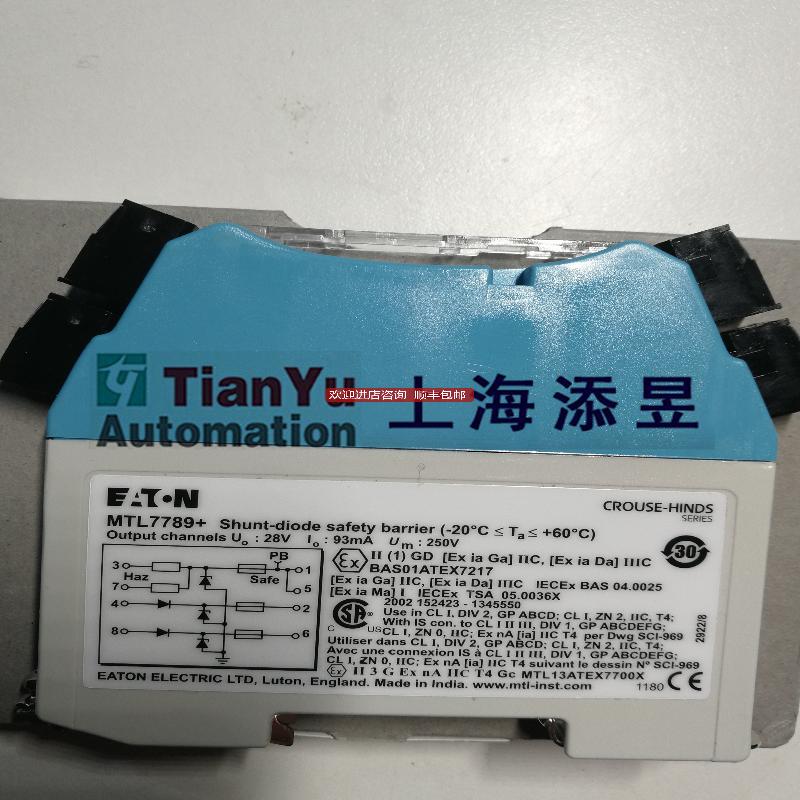 TianYu
Automation
上海添昱
欢迎进店咨询 顺丰包邮
EATON
CROUSE-HINDS
SERIES
MTL7789+ Shunt-diode safety barrier (-20°C ≤ Ta ≤ +60°C)
Output channels Uo : 28V Io : 93mA Um : 250V
3
Haz
7
4
8
PB
Safe
1
5
2
6
Ex II (1) GD [Ex ia Ga] IIC, [Ex ia Da] IIIC
BAS01ATEX7217
[Ex ia Ga] IIC, [Ex ia Da] IIIC IECEx BAS 04.0025
[Ex ia Ma] I IECEx TSA 05.0036X
2002 152423 - 1345550
30
C SA US
Use in CL I, DIV 2, GP ABCD; CL I, ZN 2, IIC, T4;
With IS con. to CL I II III, DIV 1, GP ABCDEFG;
CL I, ZN 0, IIC; Ex nA [ia] IIC T4 per Dwg SCI-969
Utiliser dans CL I, DIV 2, GP ABCD; CL I, ZN 2, IIC, T4;
Avec une connexion IS à CL I II III, DIV 1, GP ABCDEFG;
CL I, ZN 0, IIC; Ex nA [ia] IIC T4 suivant le dessin N° SCI-969
Ex II 3 G Ex nA IIC T4 Gc MTL13ATEX7700X
2922/8
EATON ELECTRIC LTD, Luton, England. Made in India. www.mtl-inst.com
1180 CE